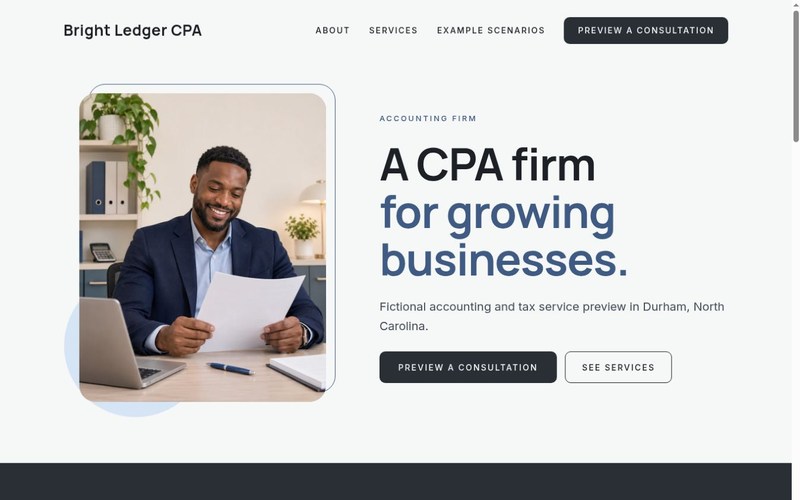 Bright Ledger CPA
ABOUT SERVICES EXAMPLE SCENARIOS PREVIEW A CONSULTATION
ACCOUNTING FIRM
A CPA firm
for growing
businesses.
Fictional accounting and tax service preview in Durham, North
Carolina.
PREVIEW A CONSULTATION SEE SERVICES